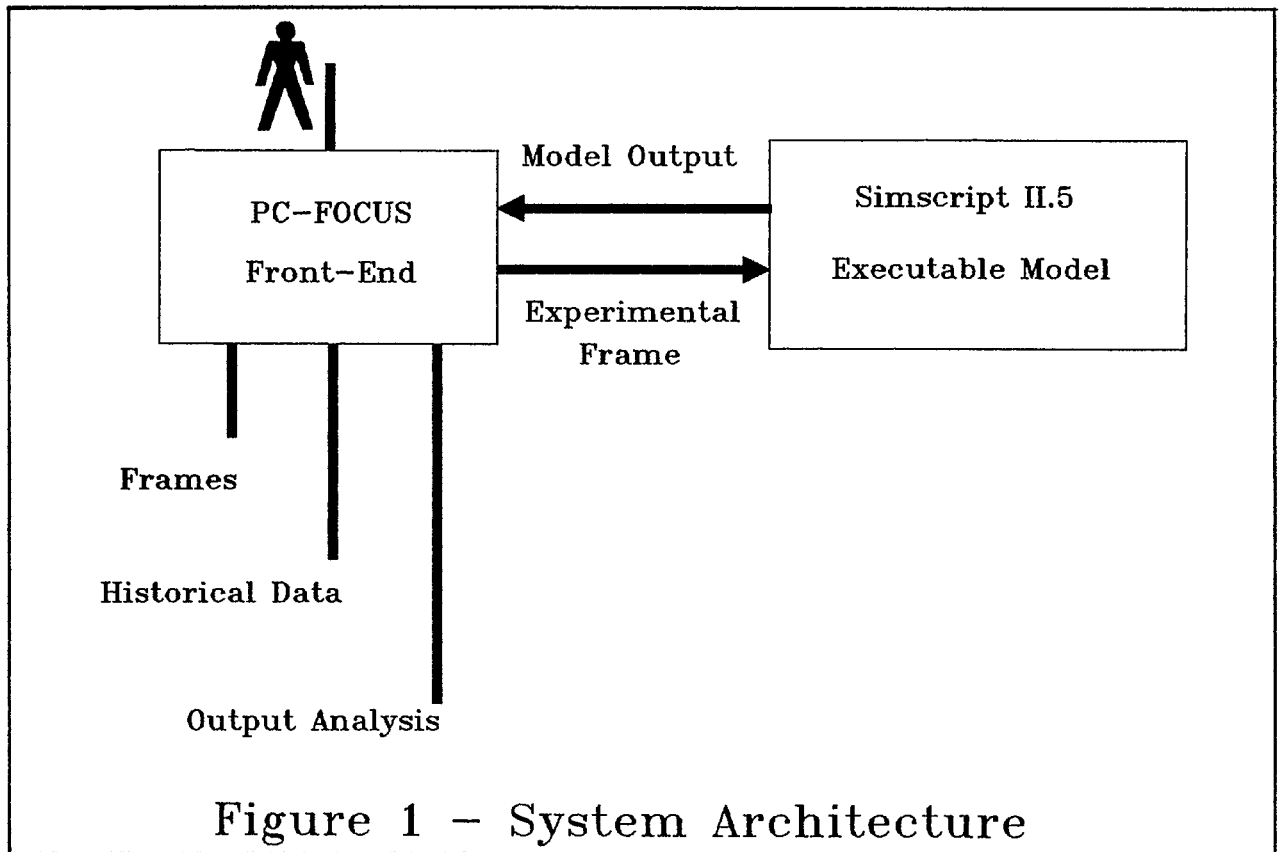 PC-FOCUS
Front-End
Model Output
Experimental
Frame
Simscript II.5
Executable Model
Frames
Historical Data
Output Analysis
Figure 1 - System Architecture